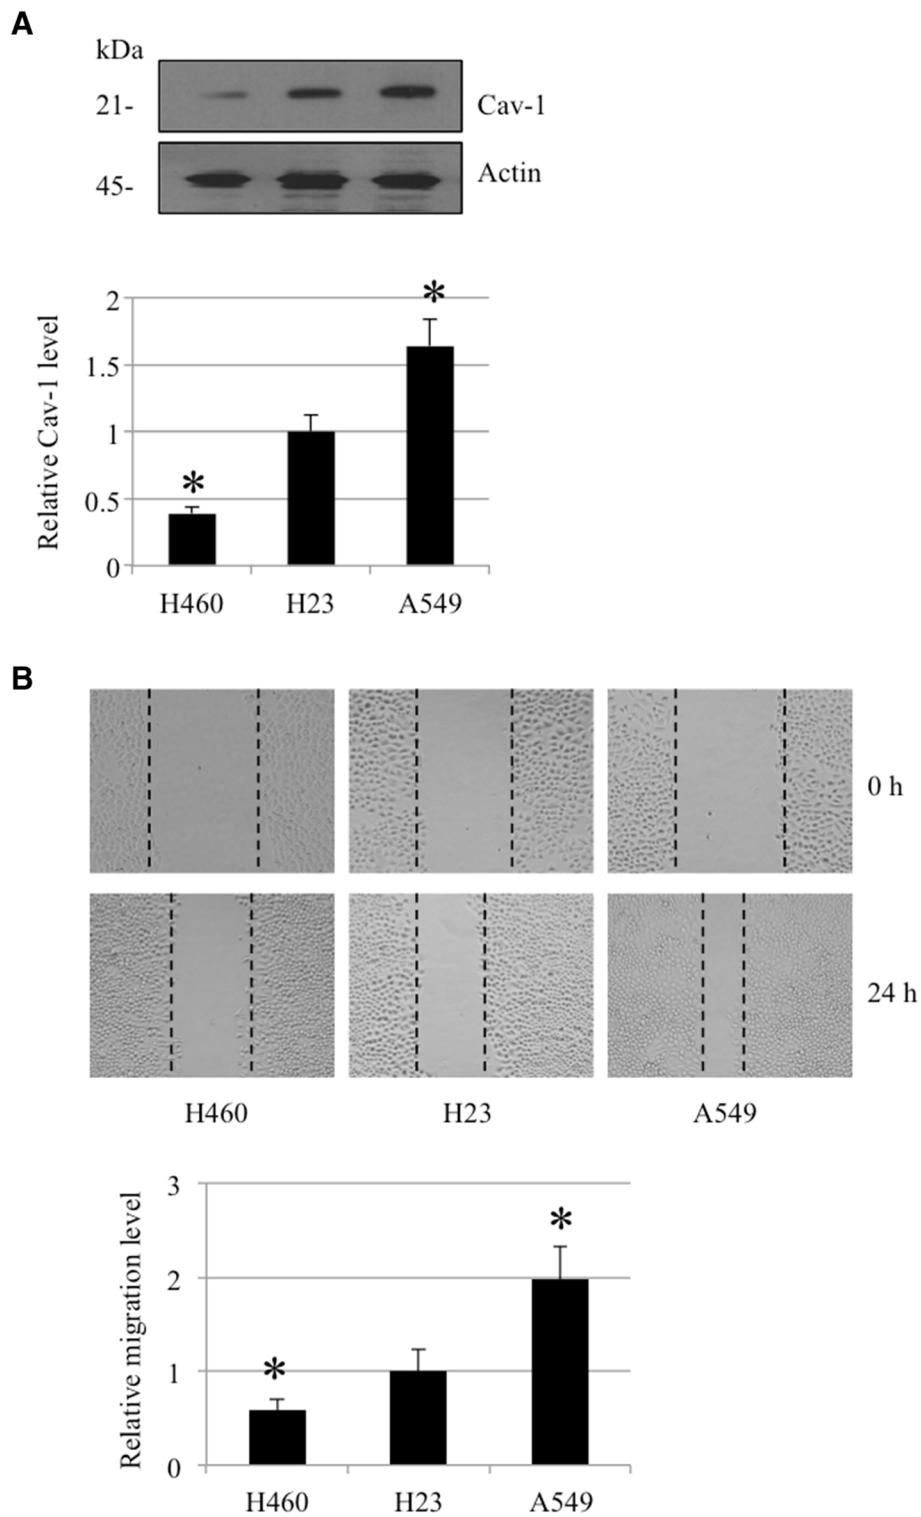 A
kDa
21-
Cav-1
45-
Actin
Relative Cav-1 level
2
1.5
1
0.5
0
*
*
H460 H23 A549
B
0 h
24 h
H460 H23 A549
Relative migration level
3
2
1
0
*
*
H460 H23 A549